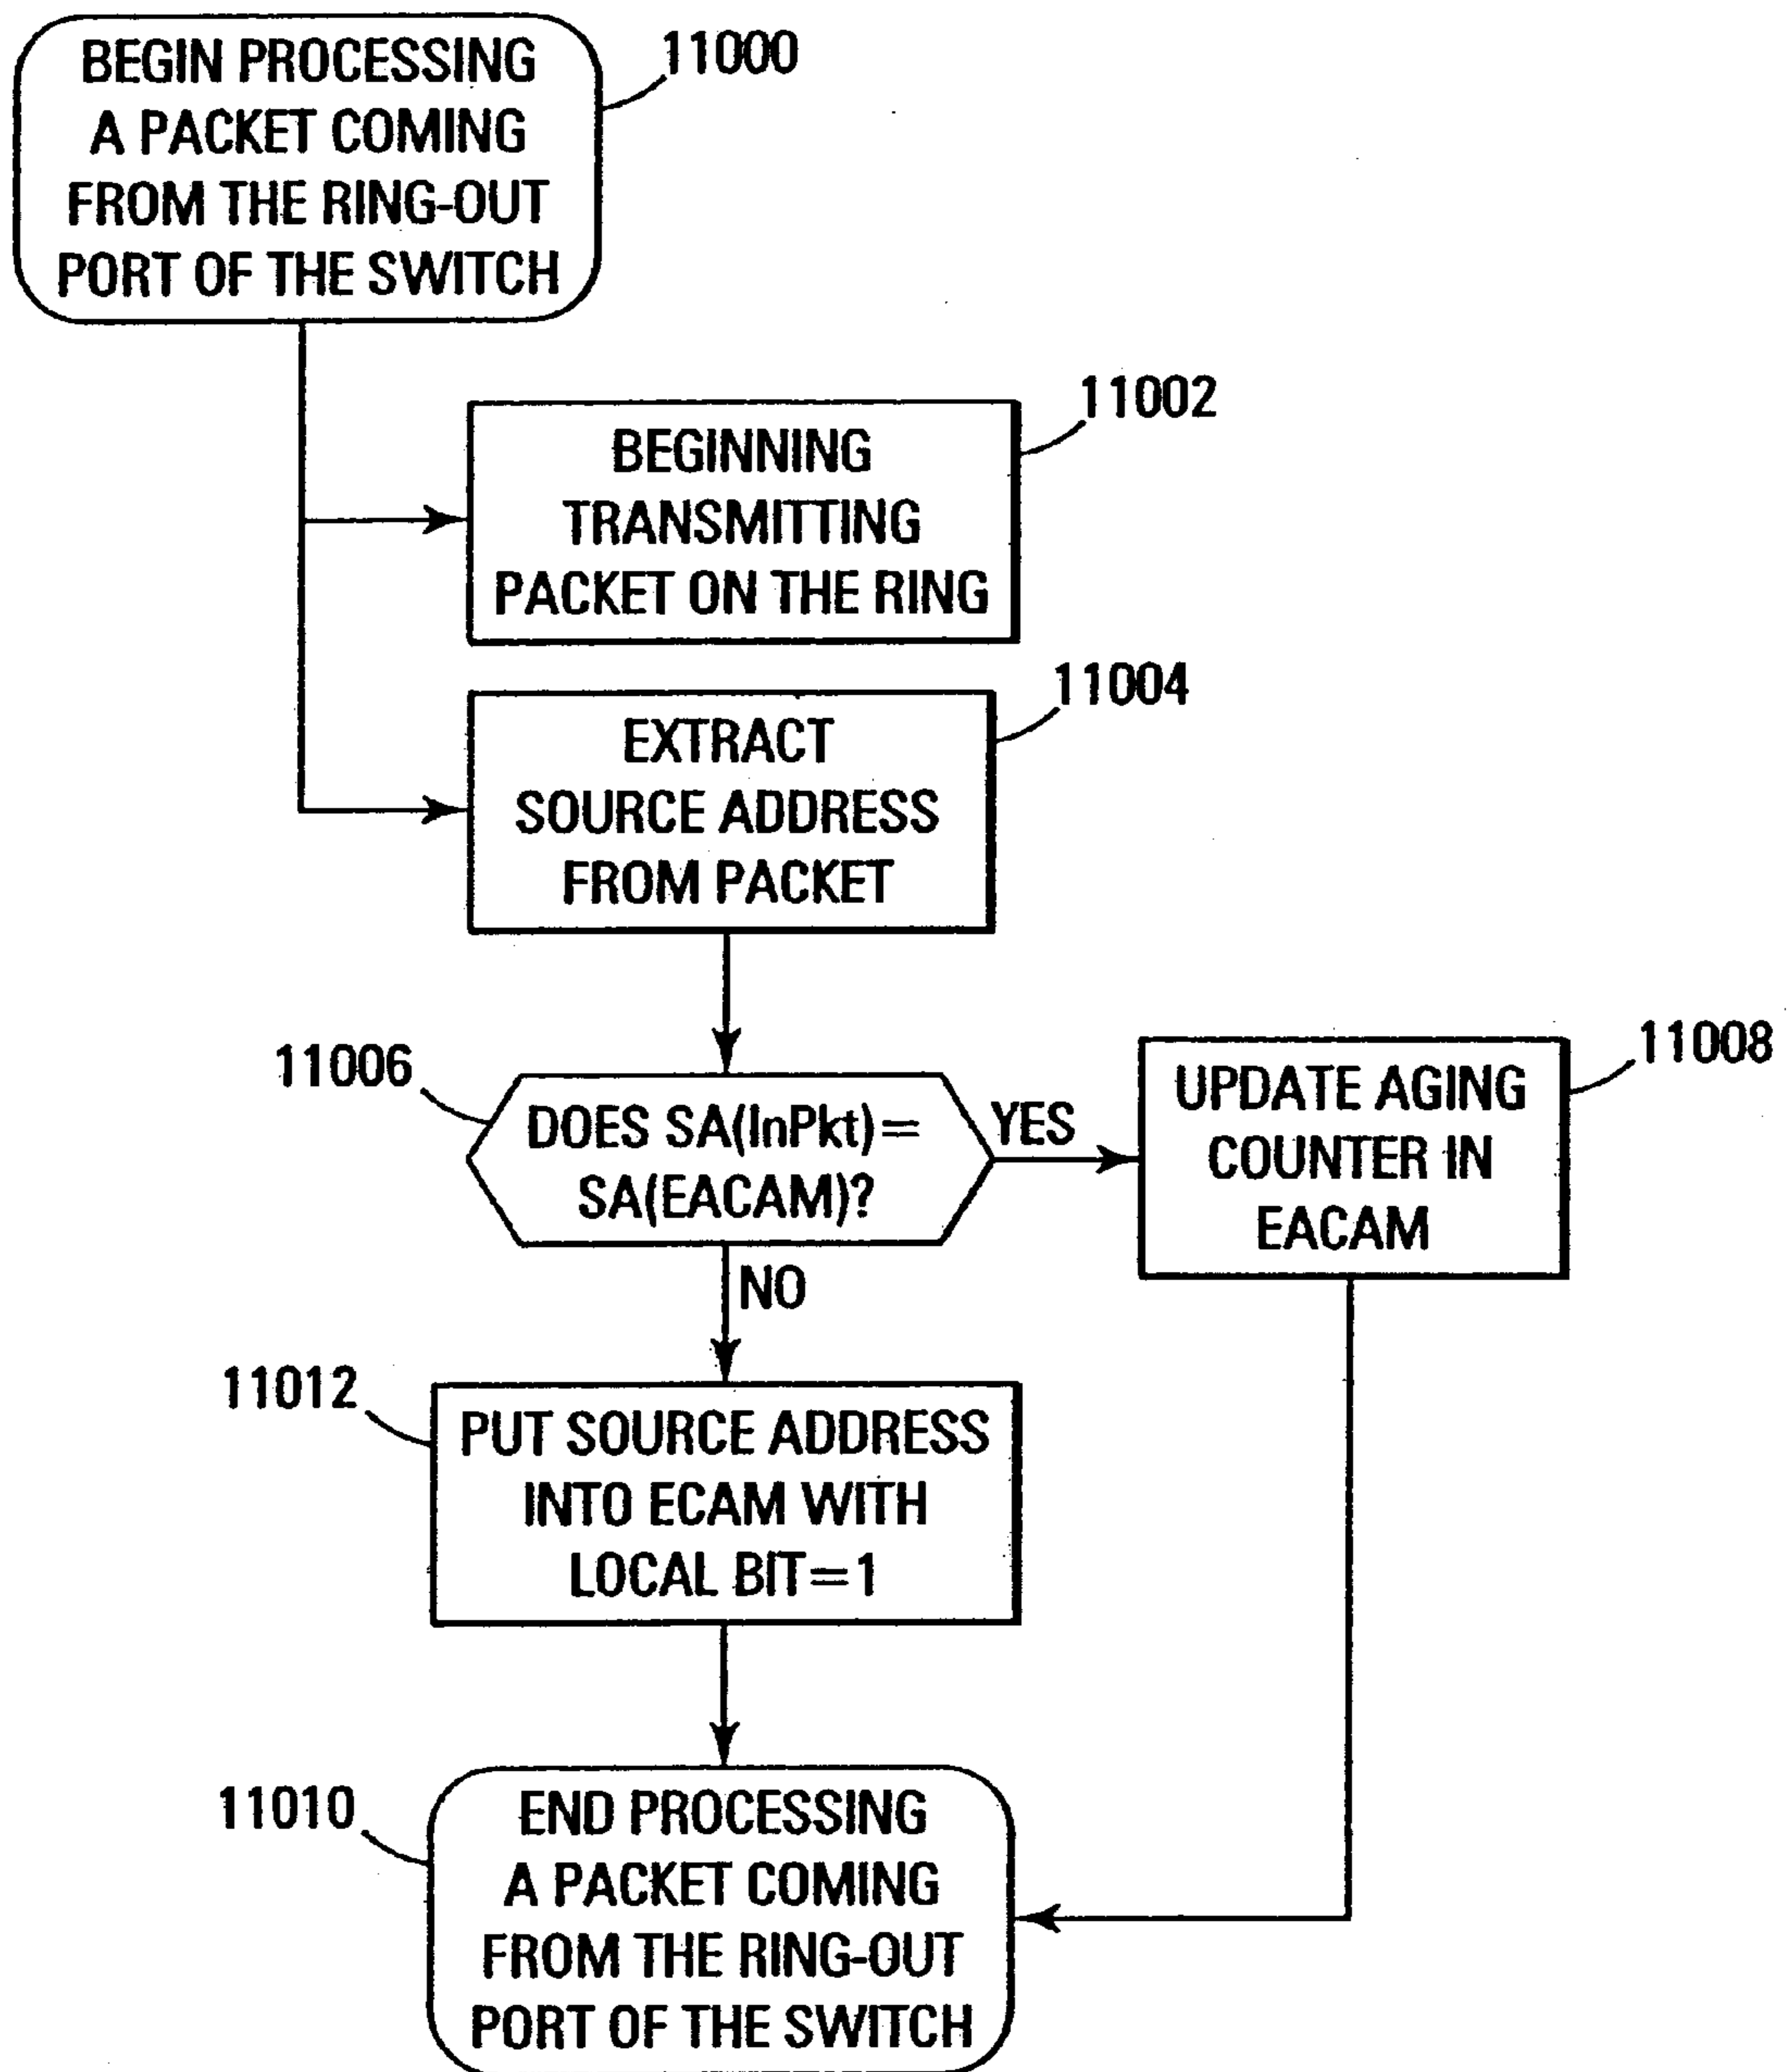 BEGIN PROCESSING
A PACKET COMING
FROM THE RING-OUT
PORT OF THE SWITCH
11000
11002
BEGINNING
TRANSMITTING
PACKET ON THE RING
11004
EXTRACT
SOURCE ADDRESS
FROM PACKET
11006
DOES SA(InPkt)=
SA(EACAM)?
YES
11008
UPDATE AGING
COUNTER IN
EACAM
NO
11012
PUT SOURCE ADDRESS
INTO ECAM WITH
LOCAL BIT=1
11010
END PROCESSING
A PACKET COMING
FROM THE RING-OUT
PORT OF THE SWITCH